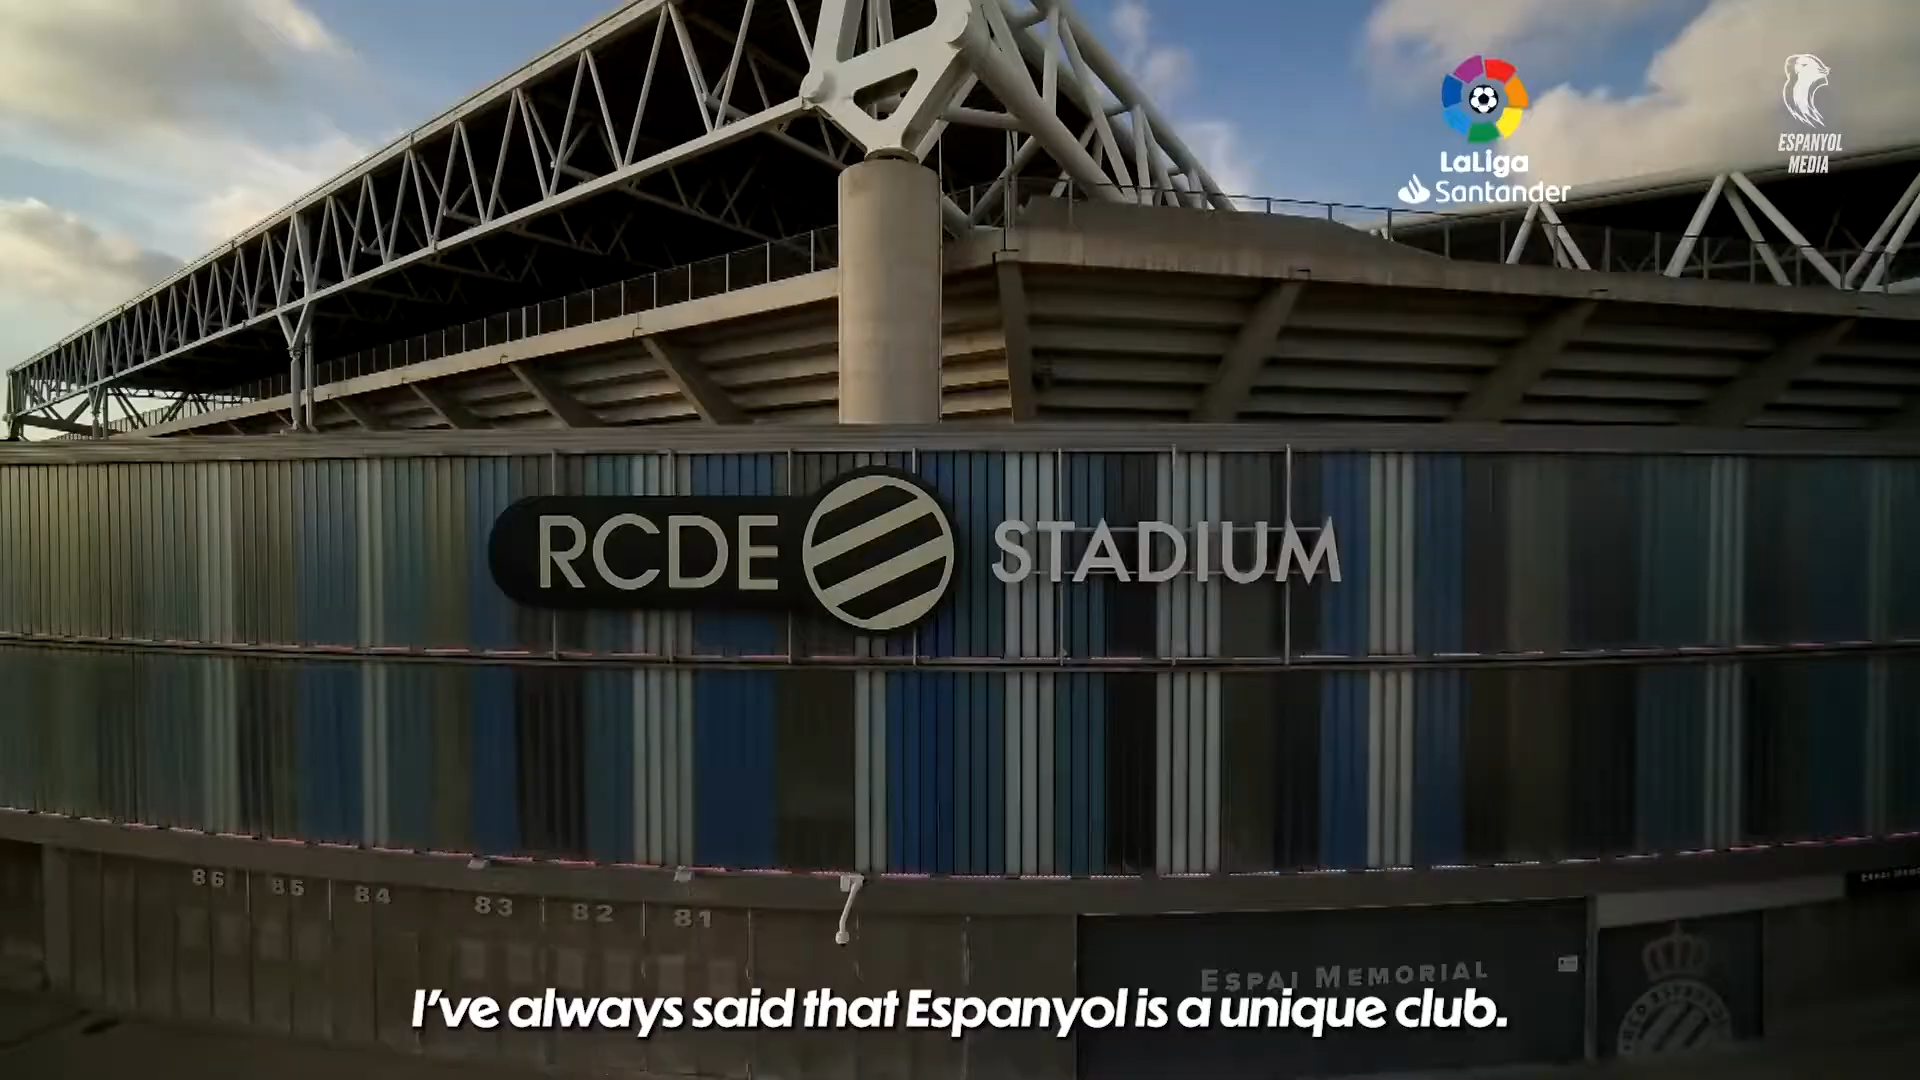 LaLiga
Santander
ESPANYOL
MEDIA
RCDE STADIUM
86 85 84 83 82 81
ESPAI MEMORIAL
I've always said that Espanyol is a unique club.